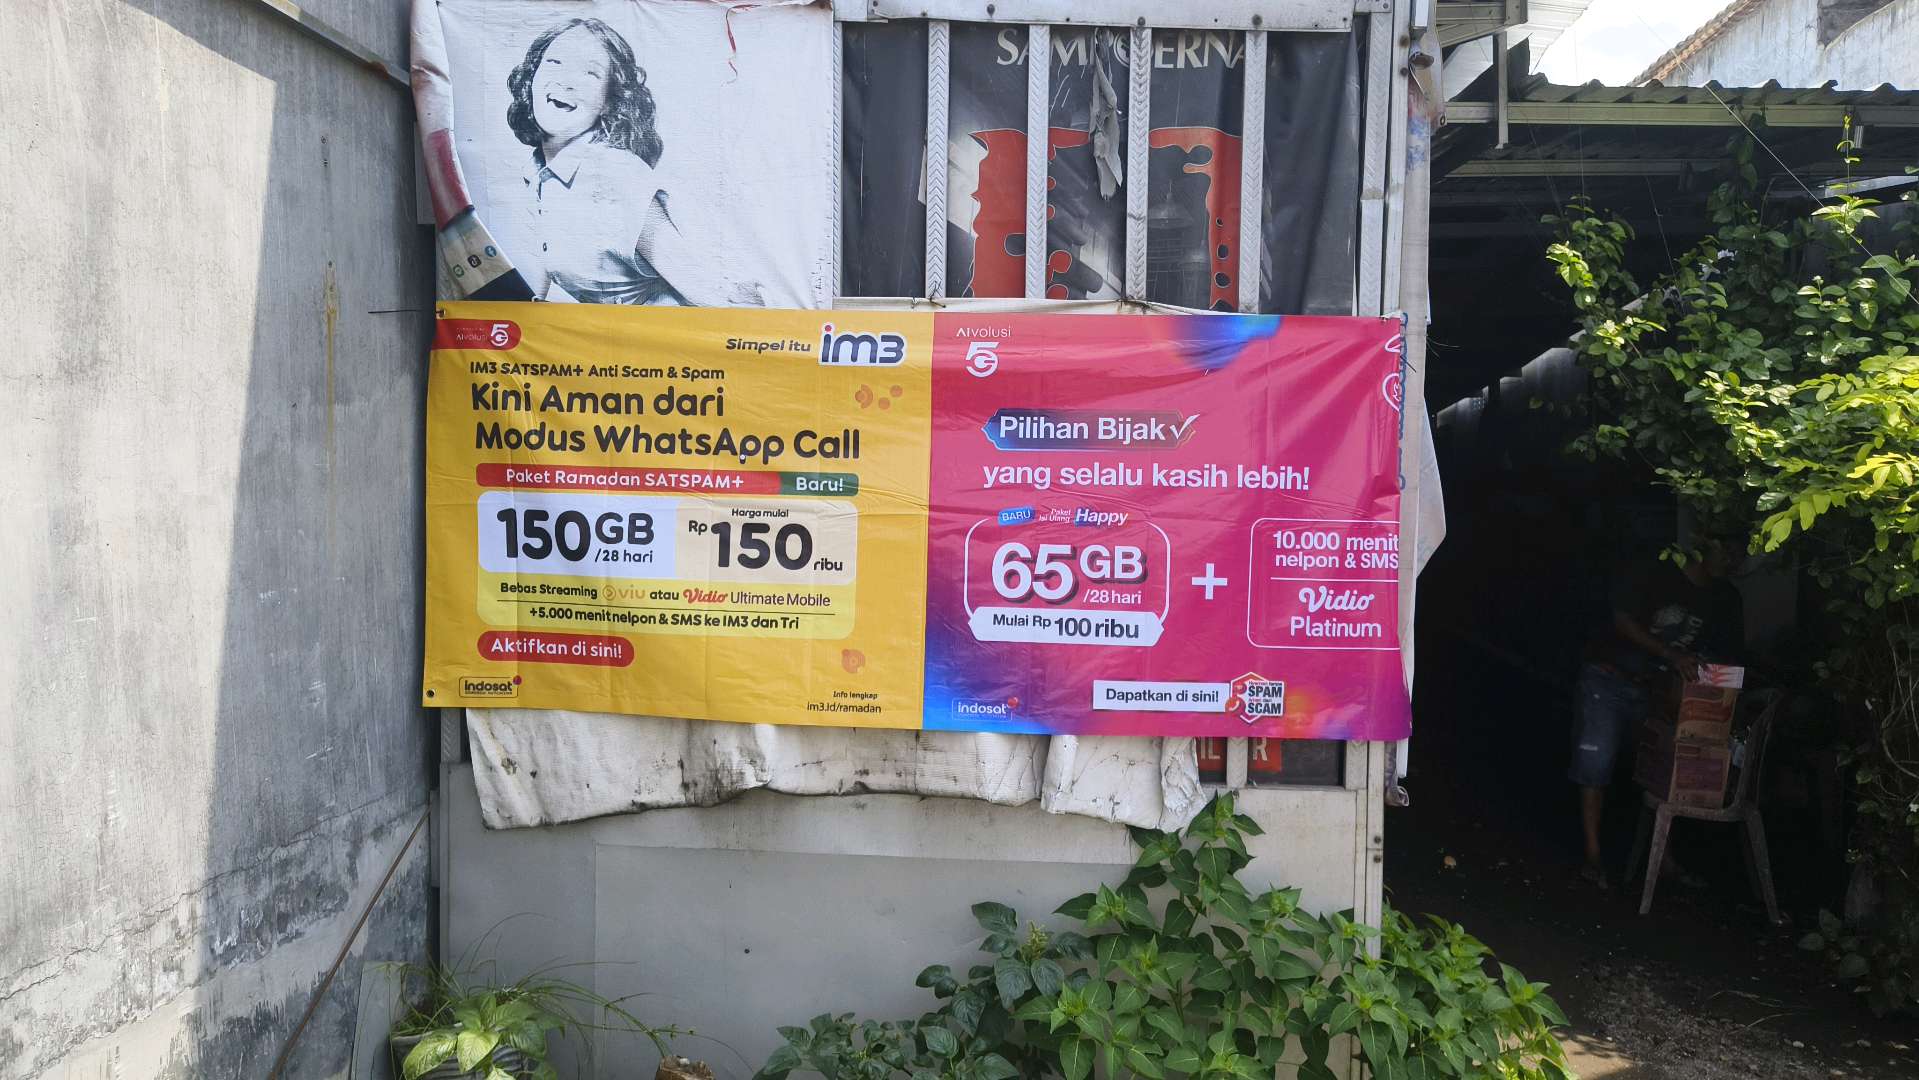 SAMPOERNA
AIVOLUSI
5G
Simpel itu im3
IM3 SATSPAM+ Anti Scam & Spam
Kini Aman dari
Modus WhatsApp Call
Paket Ramadan SATSPAM+ Baru!
150GB
/28 hari
Harga mulai
Rp 150 ribu
Bebas Streaming viu atau Vidio Ultimate Mobile
+5.000 menit nelpon & SMS ke IM3 dan Tri
Aktifkan di sini!
indosat
Info lengkap
im3.id/ramadan
AIVOLUSI
5G
Pilihan Bijak
yang selalu kasih lebih!
BARU Paket Isi Ulang Happy
65GB
/28 hari
Mulai Rp 100 ribu
+
10.000 menit
nelpon & SMS
Vidio
Platinum
Dapatkan di sini!
SPAM
SCAM
indosat